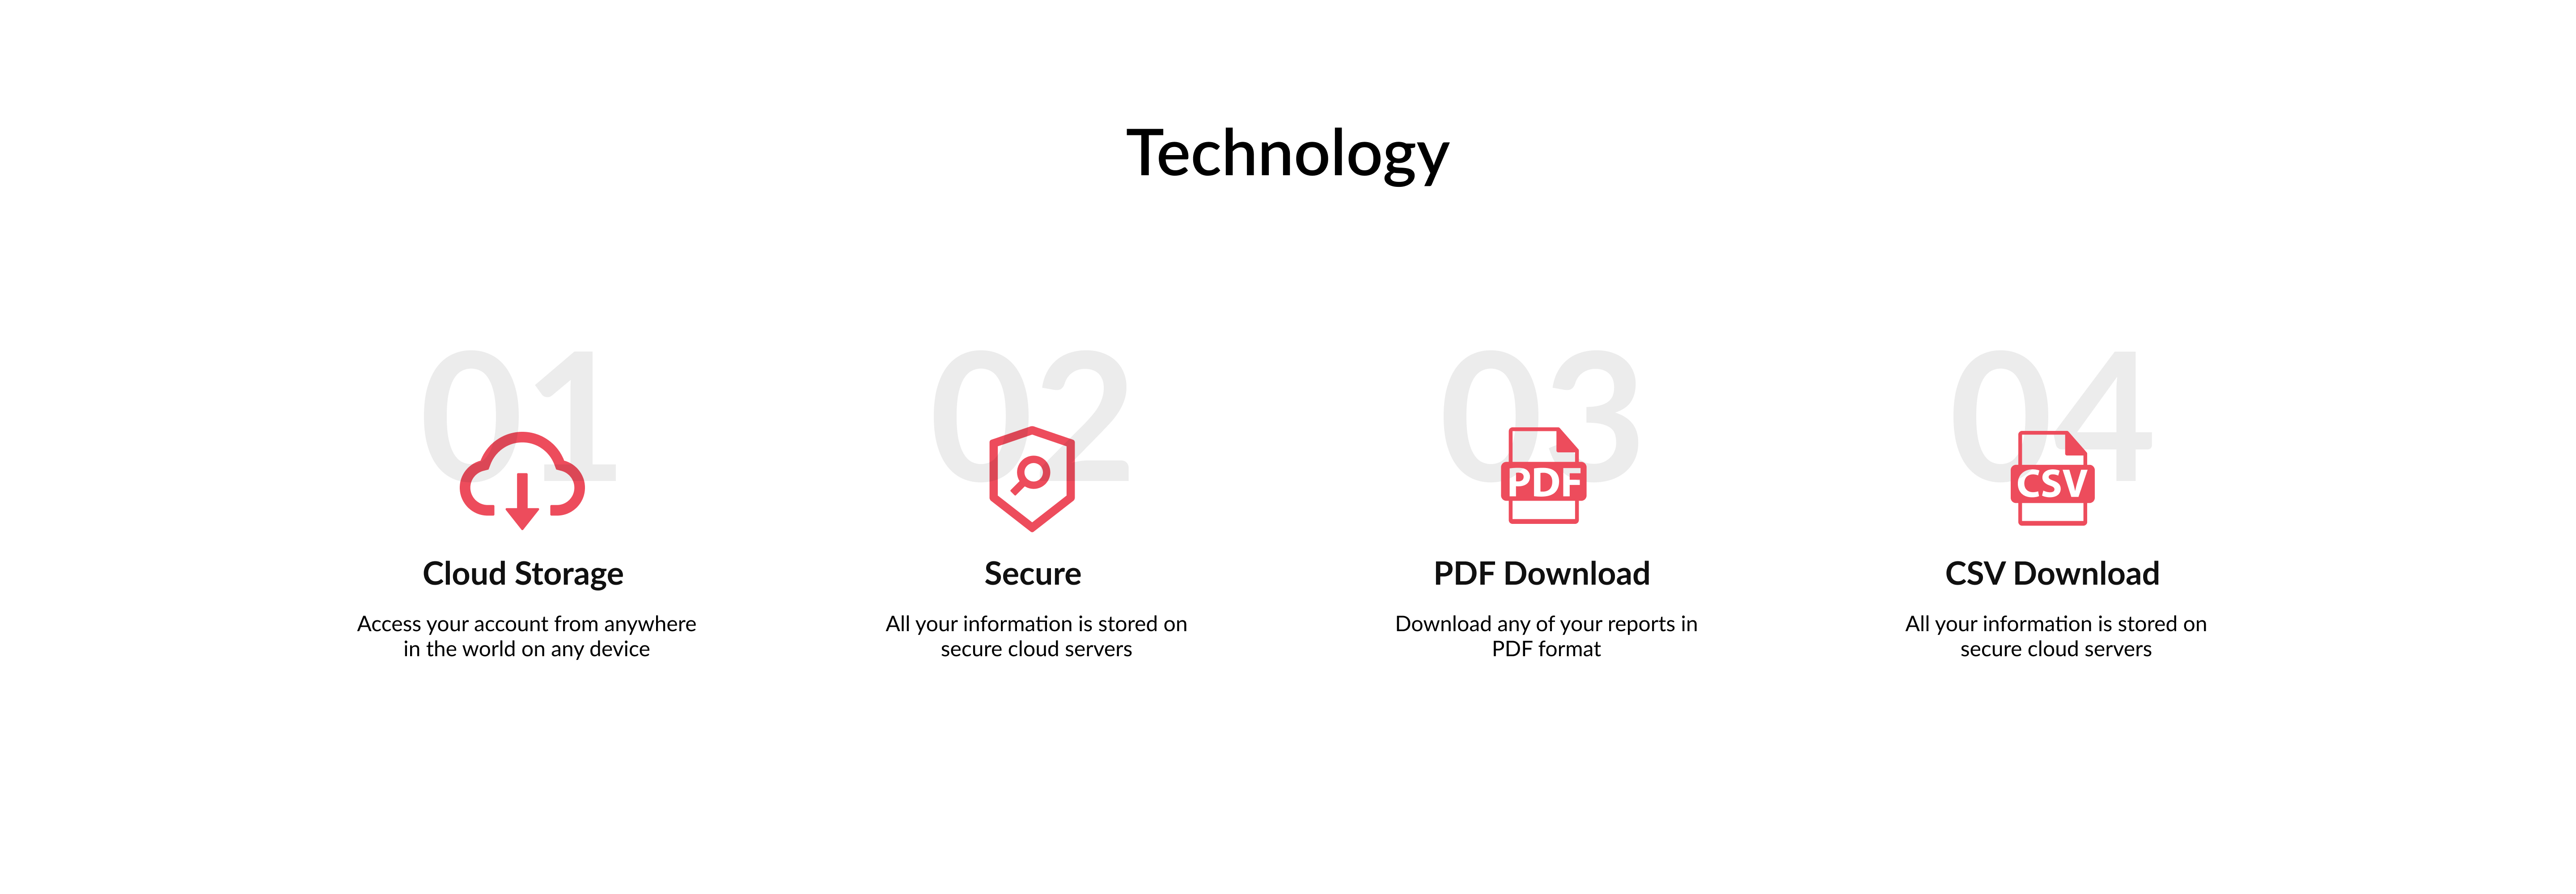 Technology
01
Cloud Storage
Access your account from anywhere
in the world on any device
02
Secure
All your information is stored on
secure cloud servers
03
PDF
PDF Download
Download any of your reports in
PDF format
04
CSV
CSV Download
All your information is stored on
secure cloud servers